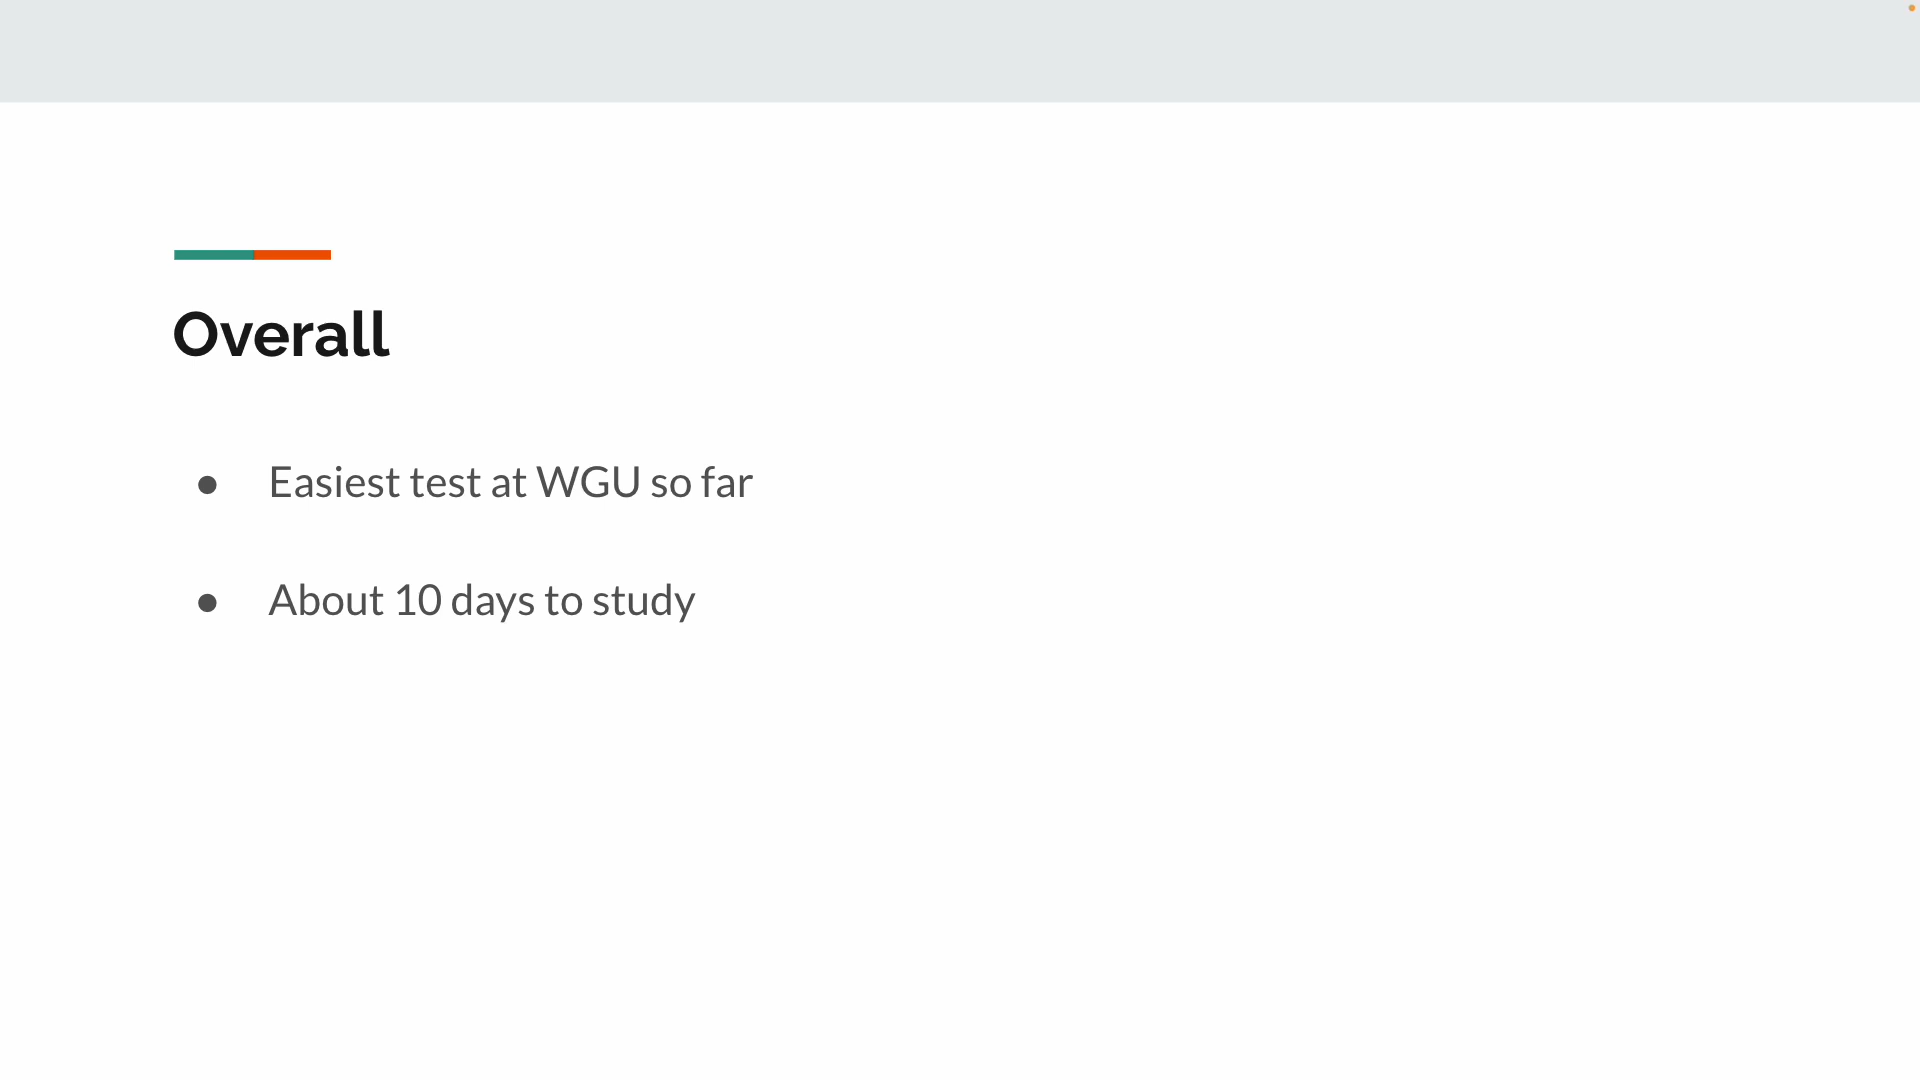 Overall
● Easiest test at WGU so far
● About 10 days to study